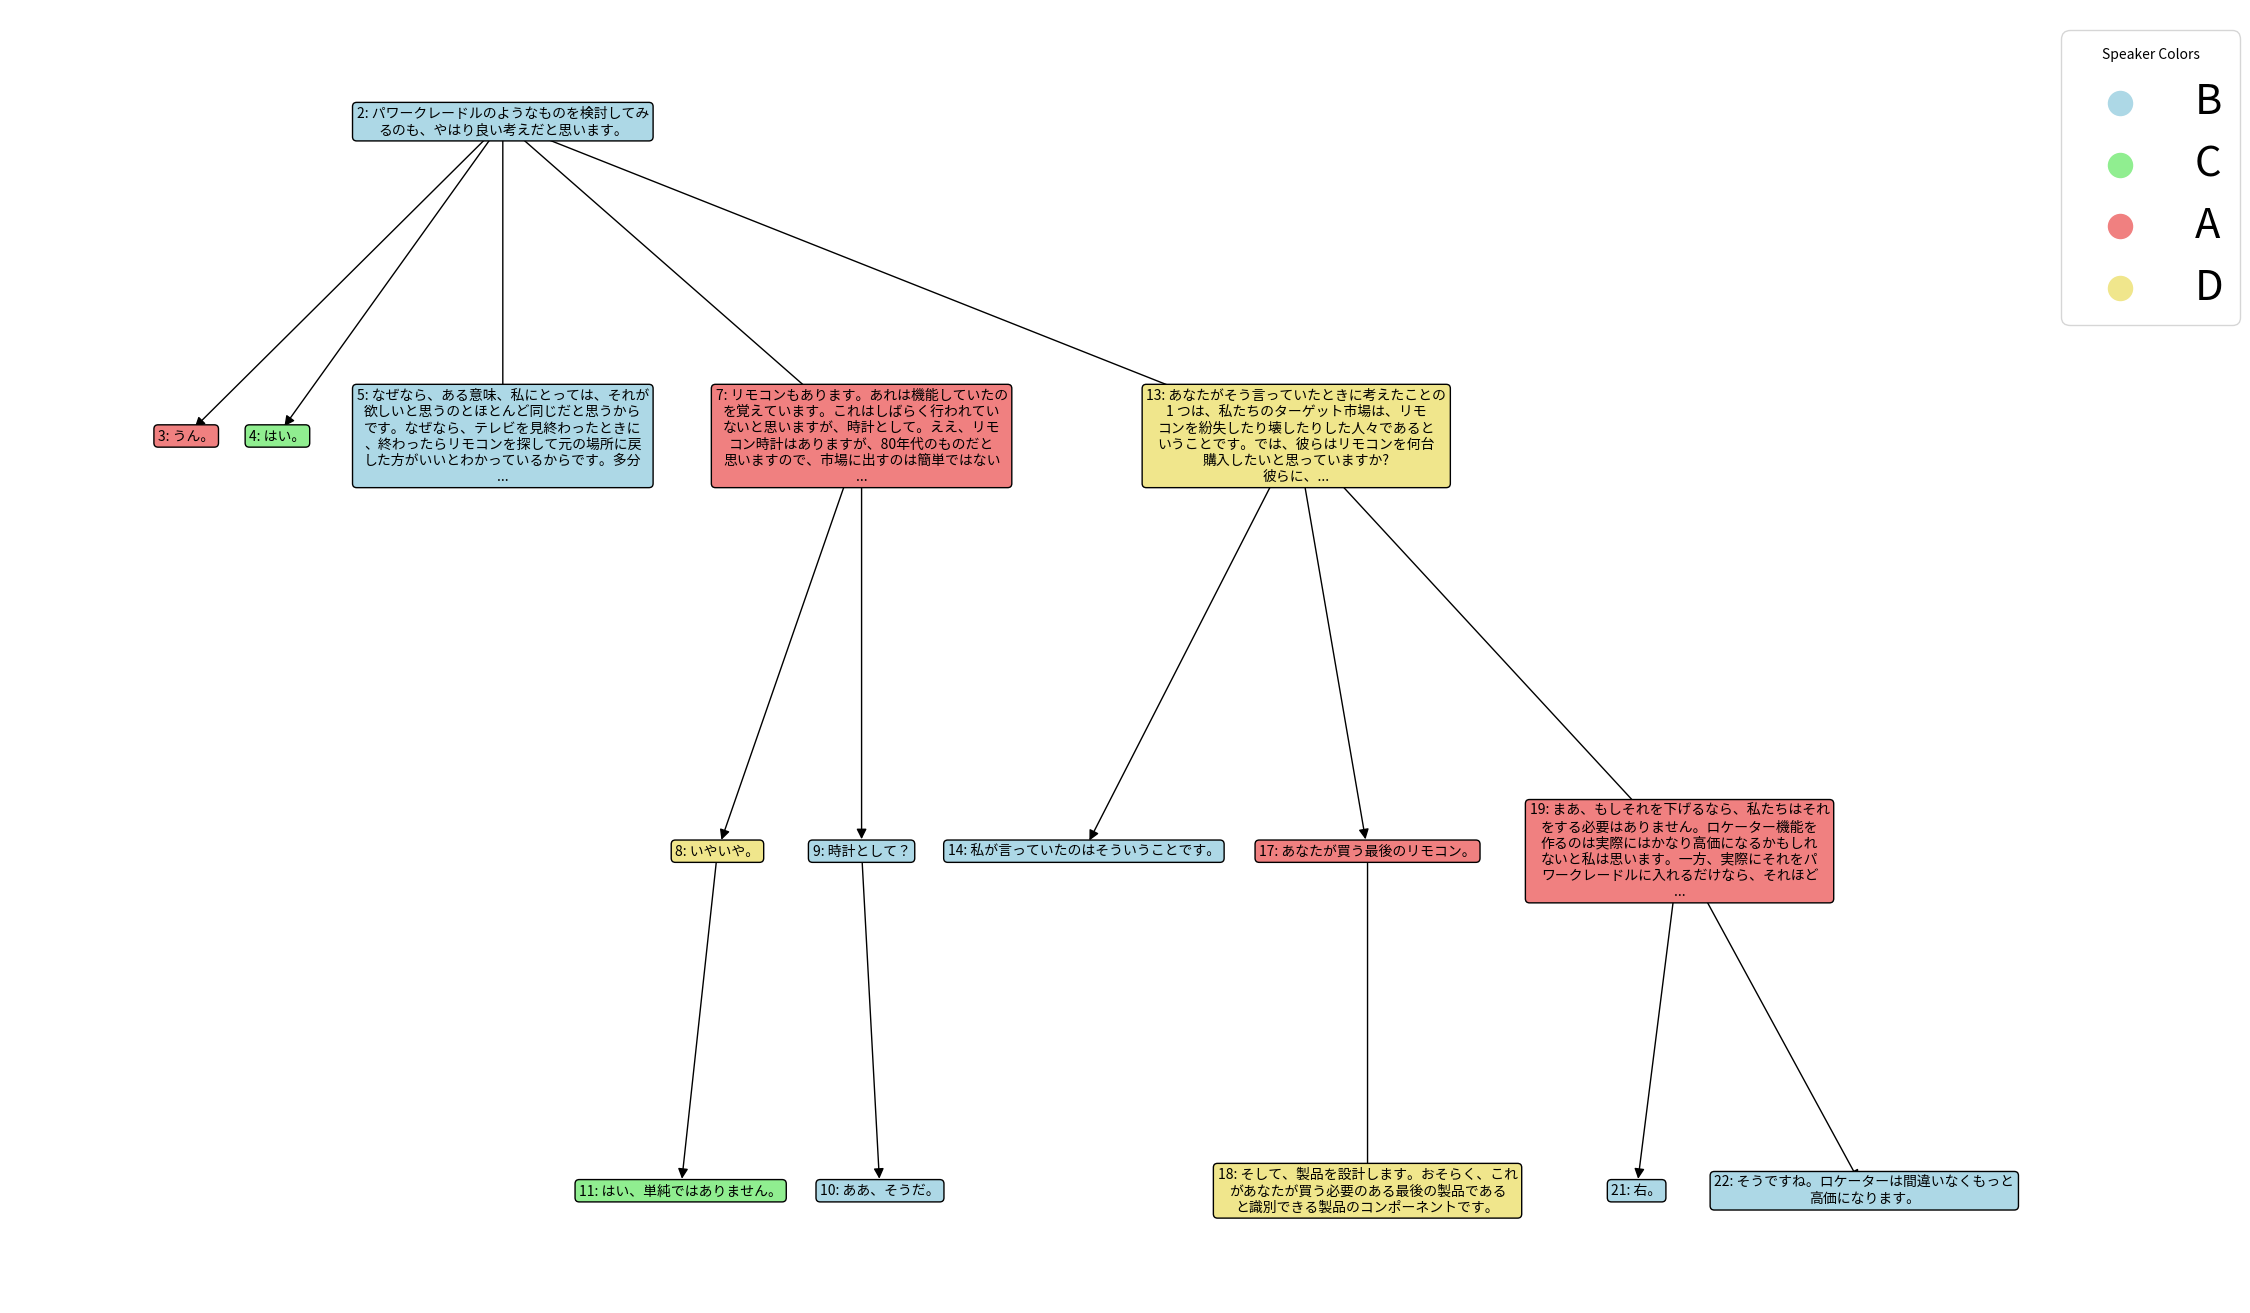 Speaker Colors
B
C
A
D
2: パワークレードルのようなものを検討してみ
るのも、やはり良い考えだと思います。
3: うん。
4: はい。
5: なぜなら、ある意味、私にとっては、それが
欲しいと思うのとほとんど同じだと思うから
です。なぜなら、テレビを見終わったときに
、終わったらリモコンを探して元の場所に戻
した方がいいとわかっているからです。多分
...
7: リモコンもあります。あれは機能していたの
を覚えています。これはしばらく行われてい
ないと思いますが、時計として。ええ、リモ
コン時計はありますが、80年代のものだと
思いますので、市場に出すのは簡単ではない
...
13: あなたがそう言っていたときに考えたことの
1 つは、私たちのターゲット市場は、リモ
コンを紛失したり壊したりした人々であると
いうことです。では、彼らはリモコンを何台
購入したいと思っていますか?
彼らに、...
8: いやいや。
9: 時計として？
14: 私が言っていたのはそういうことです。
17: あなたが買う最後のリモコン。
19: まあ、もしそれを下げるなら、私たちはそれ
をする必要はありません。ロケーター機能を
作るのは実際にはかなり高価になるかもしれ
ないと私は思います。一方、実際にそれをパ
ワークレードルに入れるだけなら、それほど
...
11: はい、単純ではありません。
10: ああ、そうだ。
18: そして、製品を設計します。おそらく、これ
があなたが買う必要のある最後の製品である
と識別できる製品のコンポーネントです。
21: 右。
22: そうですね。ロケーターは間違いなくもっと
高価になります。